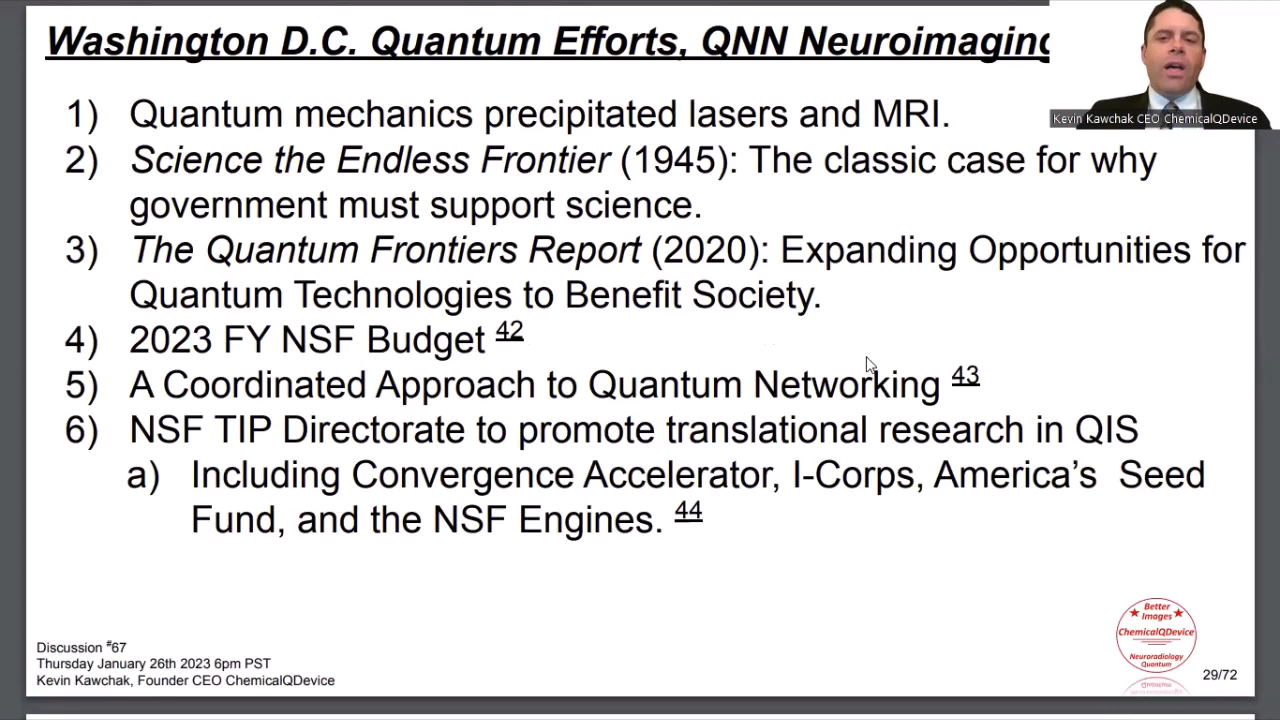 Washington D.C. Quantum Efforts, QNN Neuroimaging
Kevin Kawchak CEO ChemicalQDevice
1) Quantum mechanics precipitated lasers and MRI.
2) Science the Endless Frontier (1945): The classic case for why
government must support science.
3) The Quantum Frontiers Report (2020): Expanding Opportunities for
Quantum Technologies to Benefit Society.
4) 2023 FY NSF Budget 42
5) A Coordinated Approach to Quantum Networking 43
6) NSF TIP Directorate to promote translational research in QIS
a) Including Convergence Accelerator, I-Corps, America’s Seed
Fund, and the NSF Engines. 44
Better
Images
ChemicalQDevice
Neuroradiology
Quantum
Discussion #67
Thursday January 26th 2023 6pm PST
Kevin Kawchak, Founder CEO ChemicalQDevice
29/72